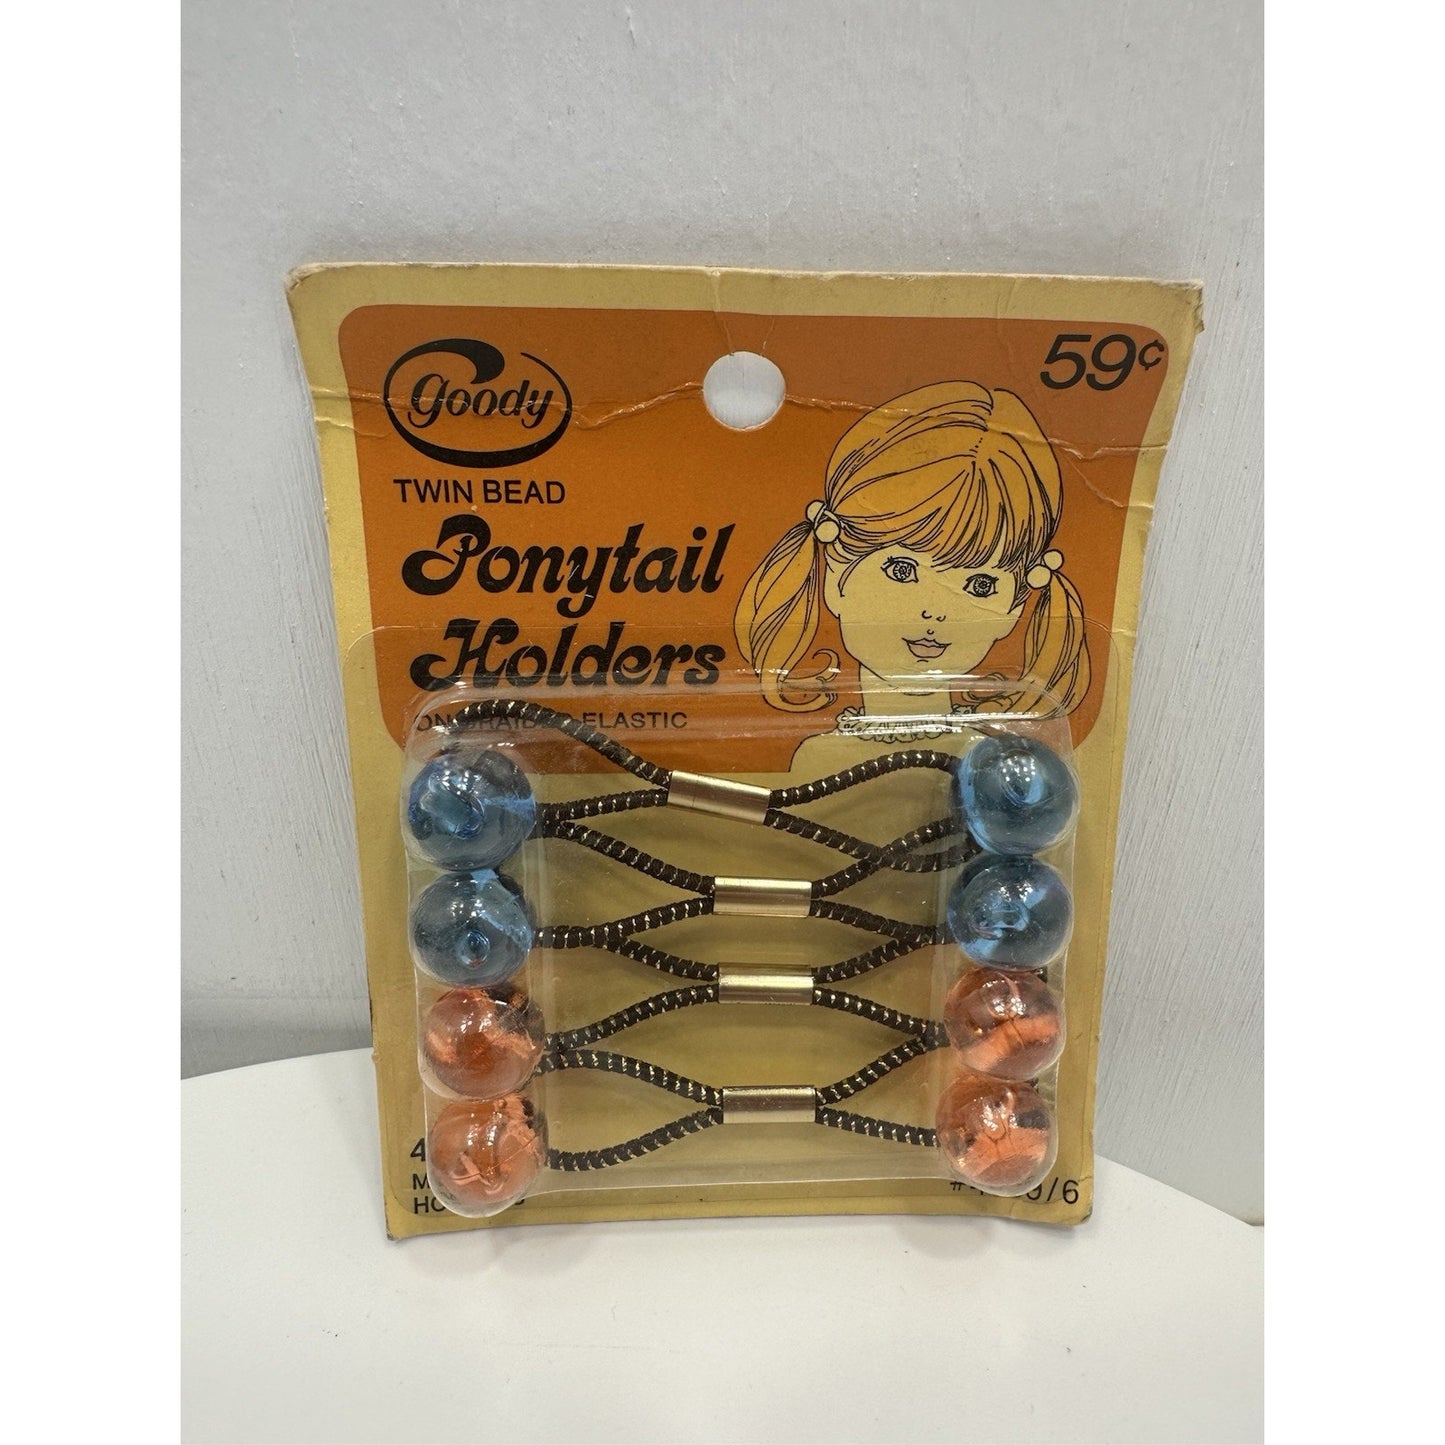 goody
59¢
TWIN BEAD
Ponytail
Holders
ELASTIC
4